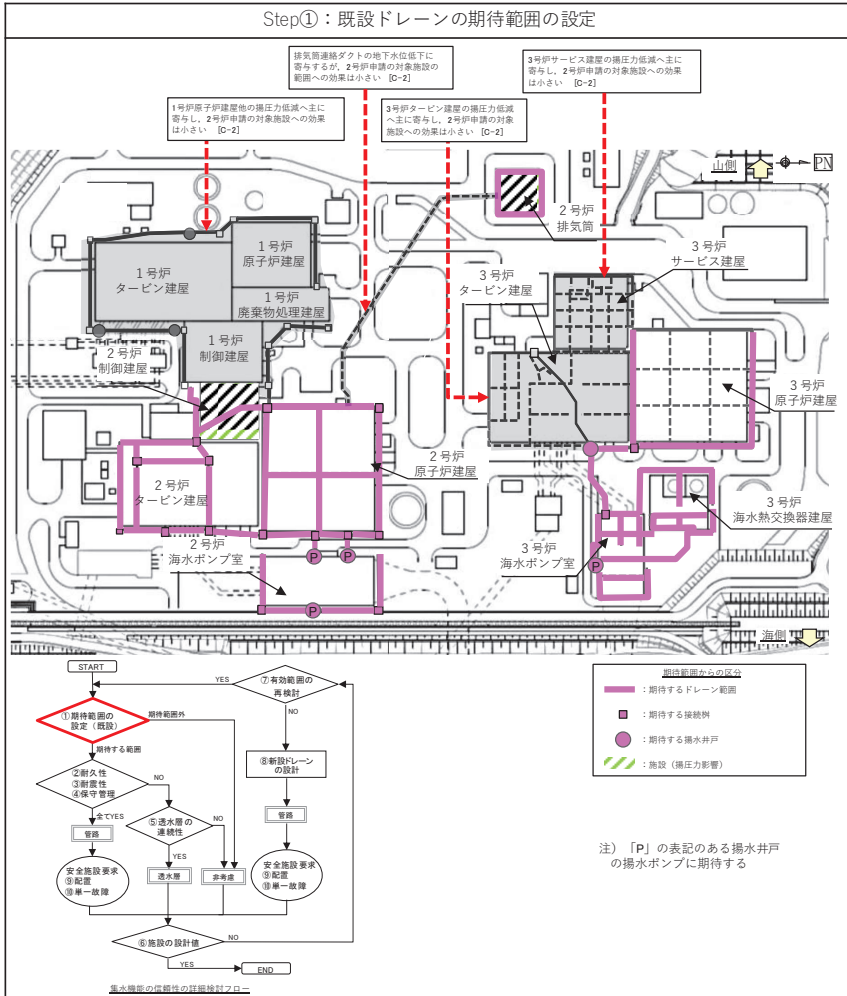 Step①：既設ドレーンの期待範囲の設定
排気筒連絡ダクトの地下水位低下に
寄与するが，2号炉申請の対象施設の
範囲への効果は小さい [C-2]
3号炉サービス建屋の揚圧力低減へ主に
寄与し，2号炉申請の対象施設への効果
は小さい [C-2]
1号炉原子炉建屋他の揚圧力低減へ主に
寄与し，2号炉申請の対象施設への効果
は小さい [C-2]
3号炉タービン建屋の揚圧力低減
へ主に寄与し，2号炉申請の対象
施設への効果は小さい [C-2]
山側
PN
2号炉
排気筒
3号炉
サービス建屋
3号炉
タービン建屋
1号炉
原子炉建屋
1号炉
タービン建屋
1号炉
廃棄物処理建屋
1号炉
制御建屋
2号炉
制御建屋
3号炉
原子炉建屋
2号炉
原子炉建屋
2号炉
タービン建屋
3号炉
海水熱交換器建屋
2号炉
海水ポンプ室
3号炉
海水ポンプ室
P
P
P
P
海側
START
YES
⑦有効範囲の
再検討
①期待範囲の
設定（既設）
期待範囲外
NO
期待する範囲
⑧新設ドレーン
の設計
②耐久性
③耐震性
④保守管理
NO
⑤透水層の
連続性
NO
全てYES
管路
管路
YES
安全施設要求
⑨配置
⑩単一故障
透水層
非考慮
安全施設要求
⑨配置
⑩単一故障
⑥施設の設計値
NO
YES
END
集水機能の信頼性の詳細検討フロー
期待範囲からの区分
：期待するドレーン範囲
：期待する接続桝
：期待する揚水井戸
：施設（揚圧力影響）
注）「P」の表記のある揚水井戸
の揚水ポンプに期待する